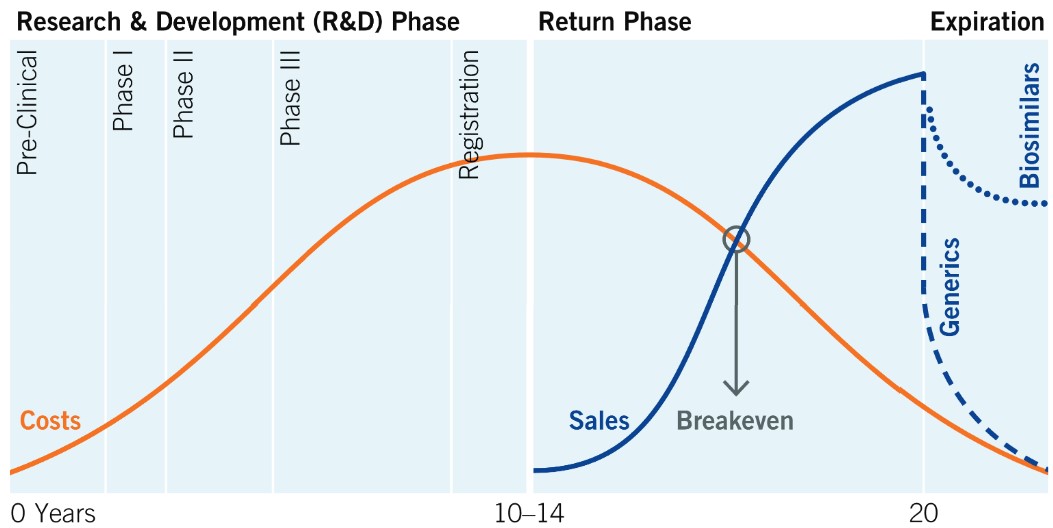 Research & Development (R&D) Phase
Return Phase
Expiration
Pre-Clinical
Phase I
Phase II
Phase III
Registration
Biosimilars
Generics
Costs
Sales
Breakeven
0 Years
10–14
20